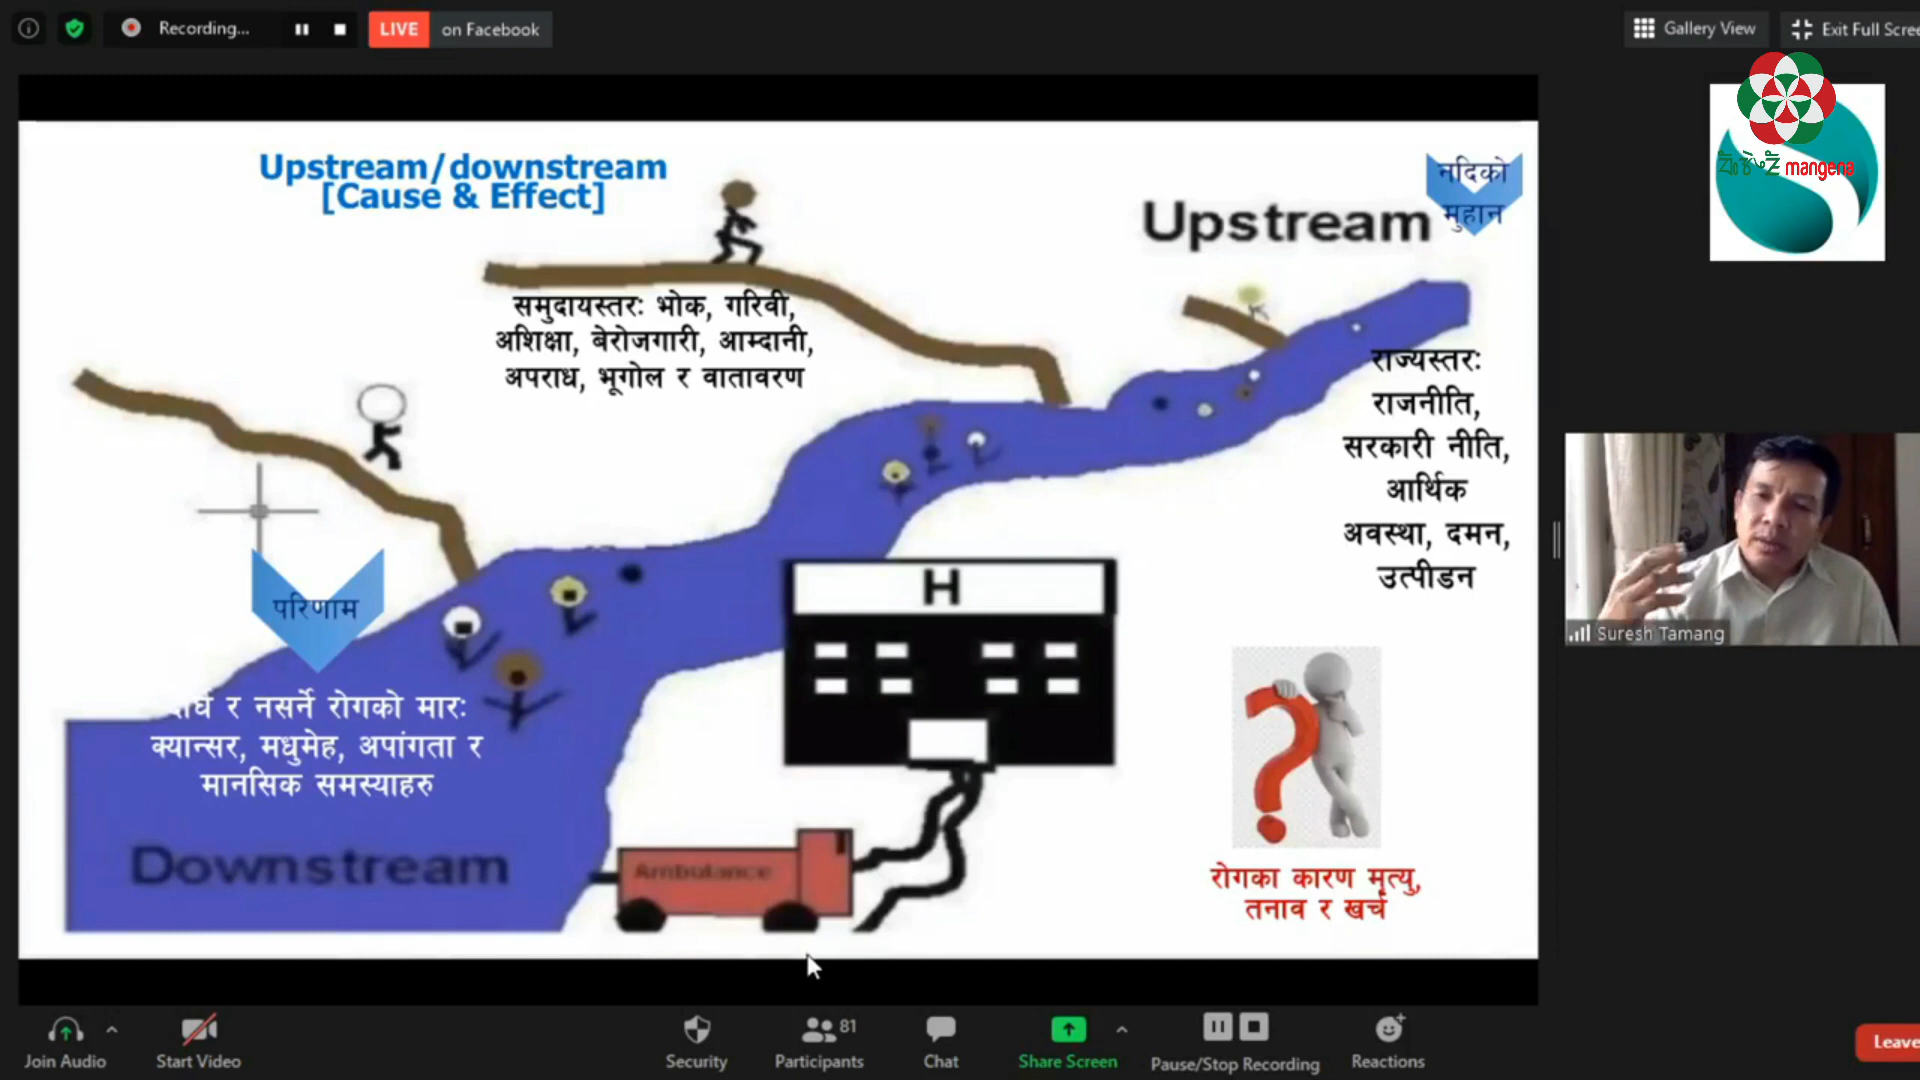 Recording...
LIVE on Facebook
Gallery View
Exit Full Scree
Upstream/downstream
[Cause & Effect]
नदिको
मुहान
Upstream
mangena
समुदायस्तरः भोक, गरिवी,
अशिक्षा, बेरोजगारी, आम्दानी,
अपराध, भूगोल र वातावरण
राज्यस्तरः
राजनीति,
सरकारी नीति,
आर्थिक
अवस्था, दमन,
उत्पीडन
Suresh Tamang
परिणाम
H
र नसर्ने रोगको मारः
क्यान्सर, मधुमेह, अपांगता र
मानसिक समस्याहरु
Downstream
Ambulance
रोगका कारण मृत्यु,
तनाव र खर्च
Join Audio
Start Video
Security
81
Participants
Chat
Share Screen
Pause/Stop Recording
Reactions
Leave